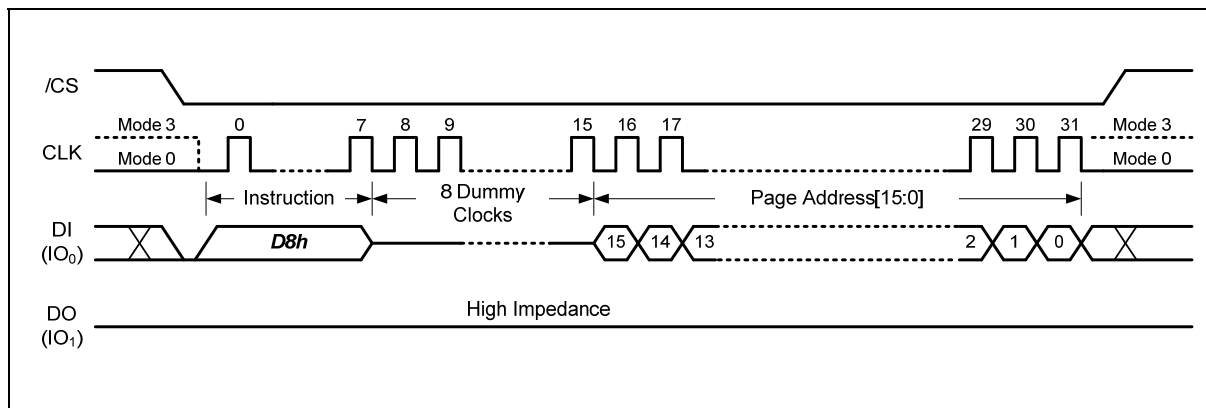 /CS
Mode 3 0 7 8 9 15 16 17 29 30 31 Mode 3
CLK
Mode 0 Mode 0
Instruction 8 Dummy Clocks Page Address[15:0]
DI
(IO₀)
D8h 15 14 13 2 1 0
DO
(IO₁)
High Impedance